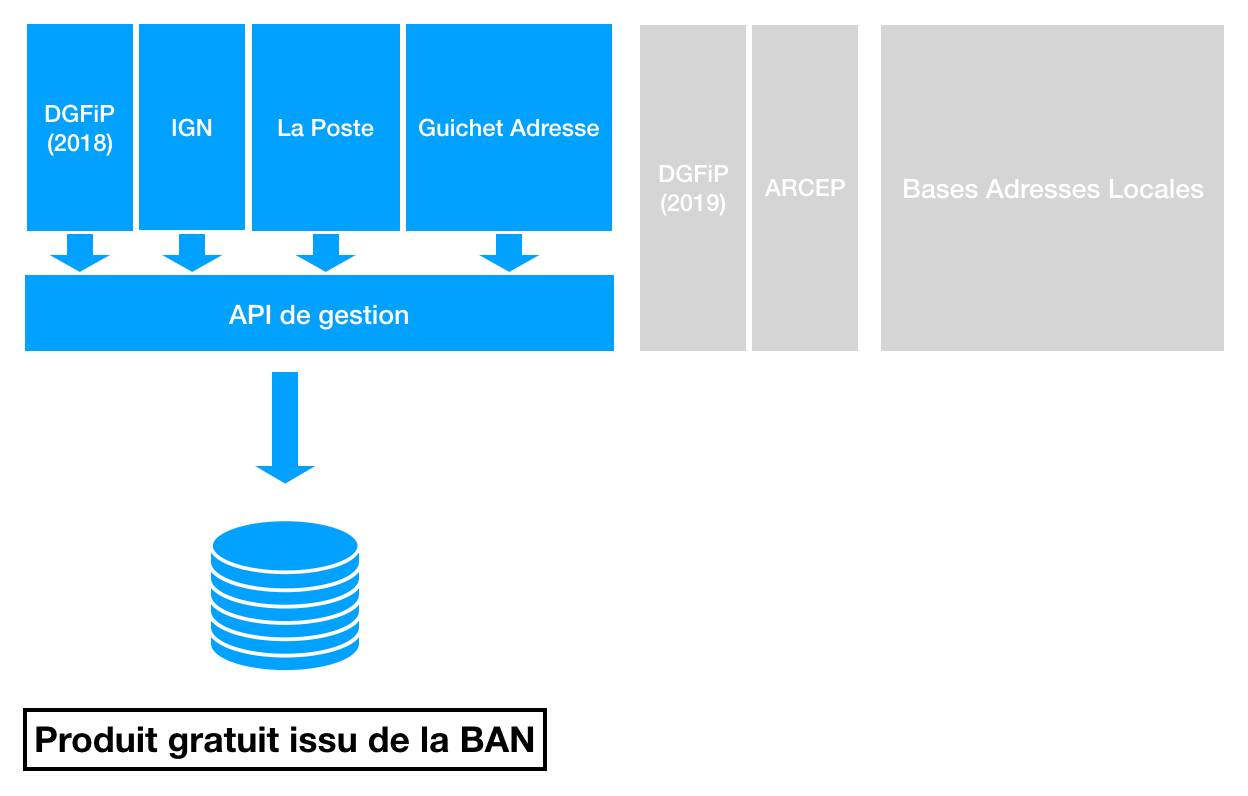 DGFiP
(2018)
IGN
La Poste
Guichet Adresse
DGFiP
(2019)
ARCEP
Bases Adresses Locales
API de gestion
Produit gratuit issu de la BAN